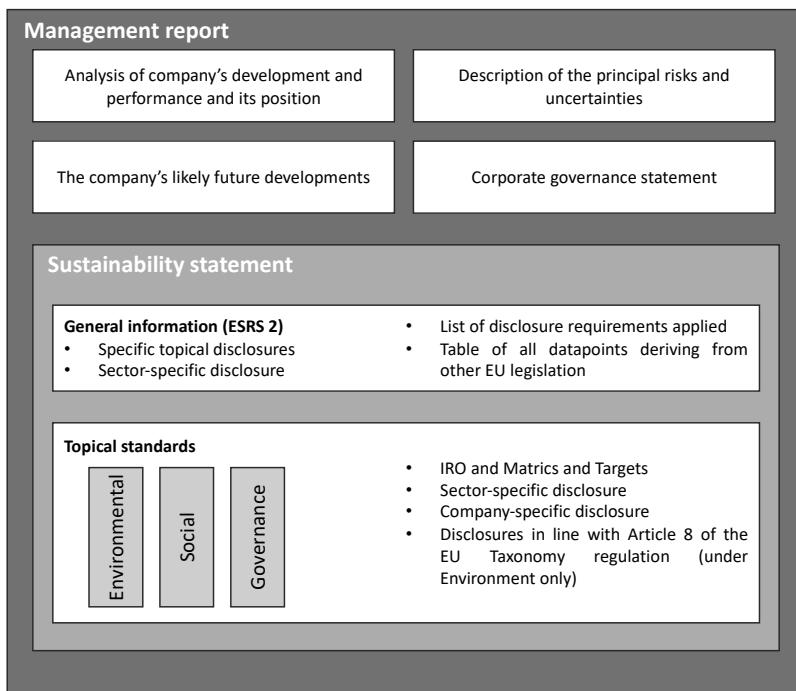 Management report
Analysis of company’s development and
performance and its position
Description of the principal risks and
uncertainties
The company’s likely future developments
Corporate governance statement
Sustainability statement
General information (ESRS 2)
• Specific topical disclosures
• Sector-specific disclosure
• List of disclosure requirements applied
• Table of all datapoints deriving from
other EU legislation
Topical standards
Environmental
Social
Governance
• IRO and Matrics and Targets
• Sector-specific disclosure
• Company-specific disclosure
• Disclosures in line with Article 8 of the
EU Taxonomy regulation (under
Environment only)